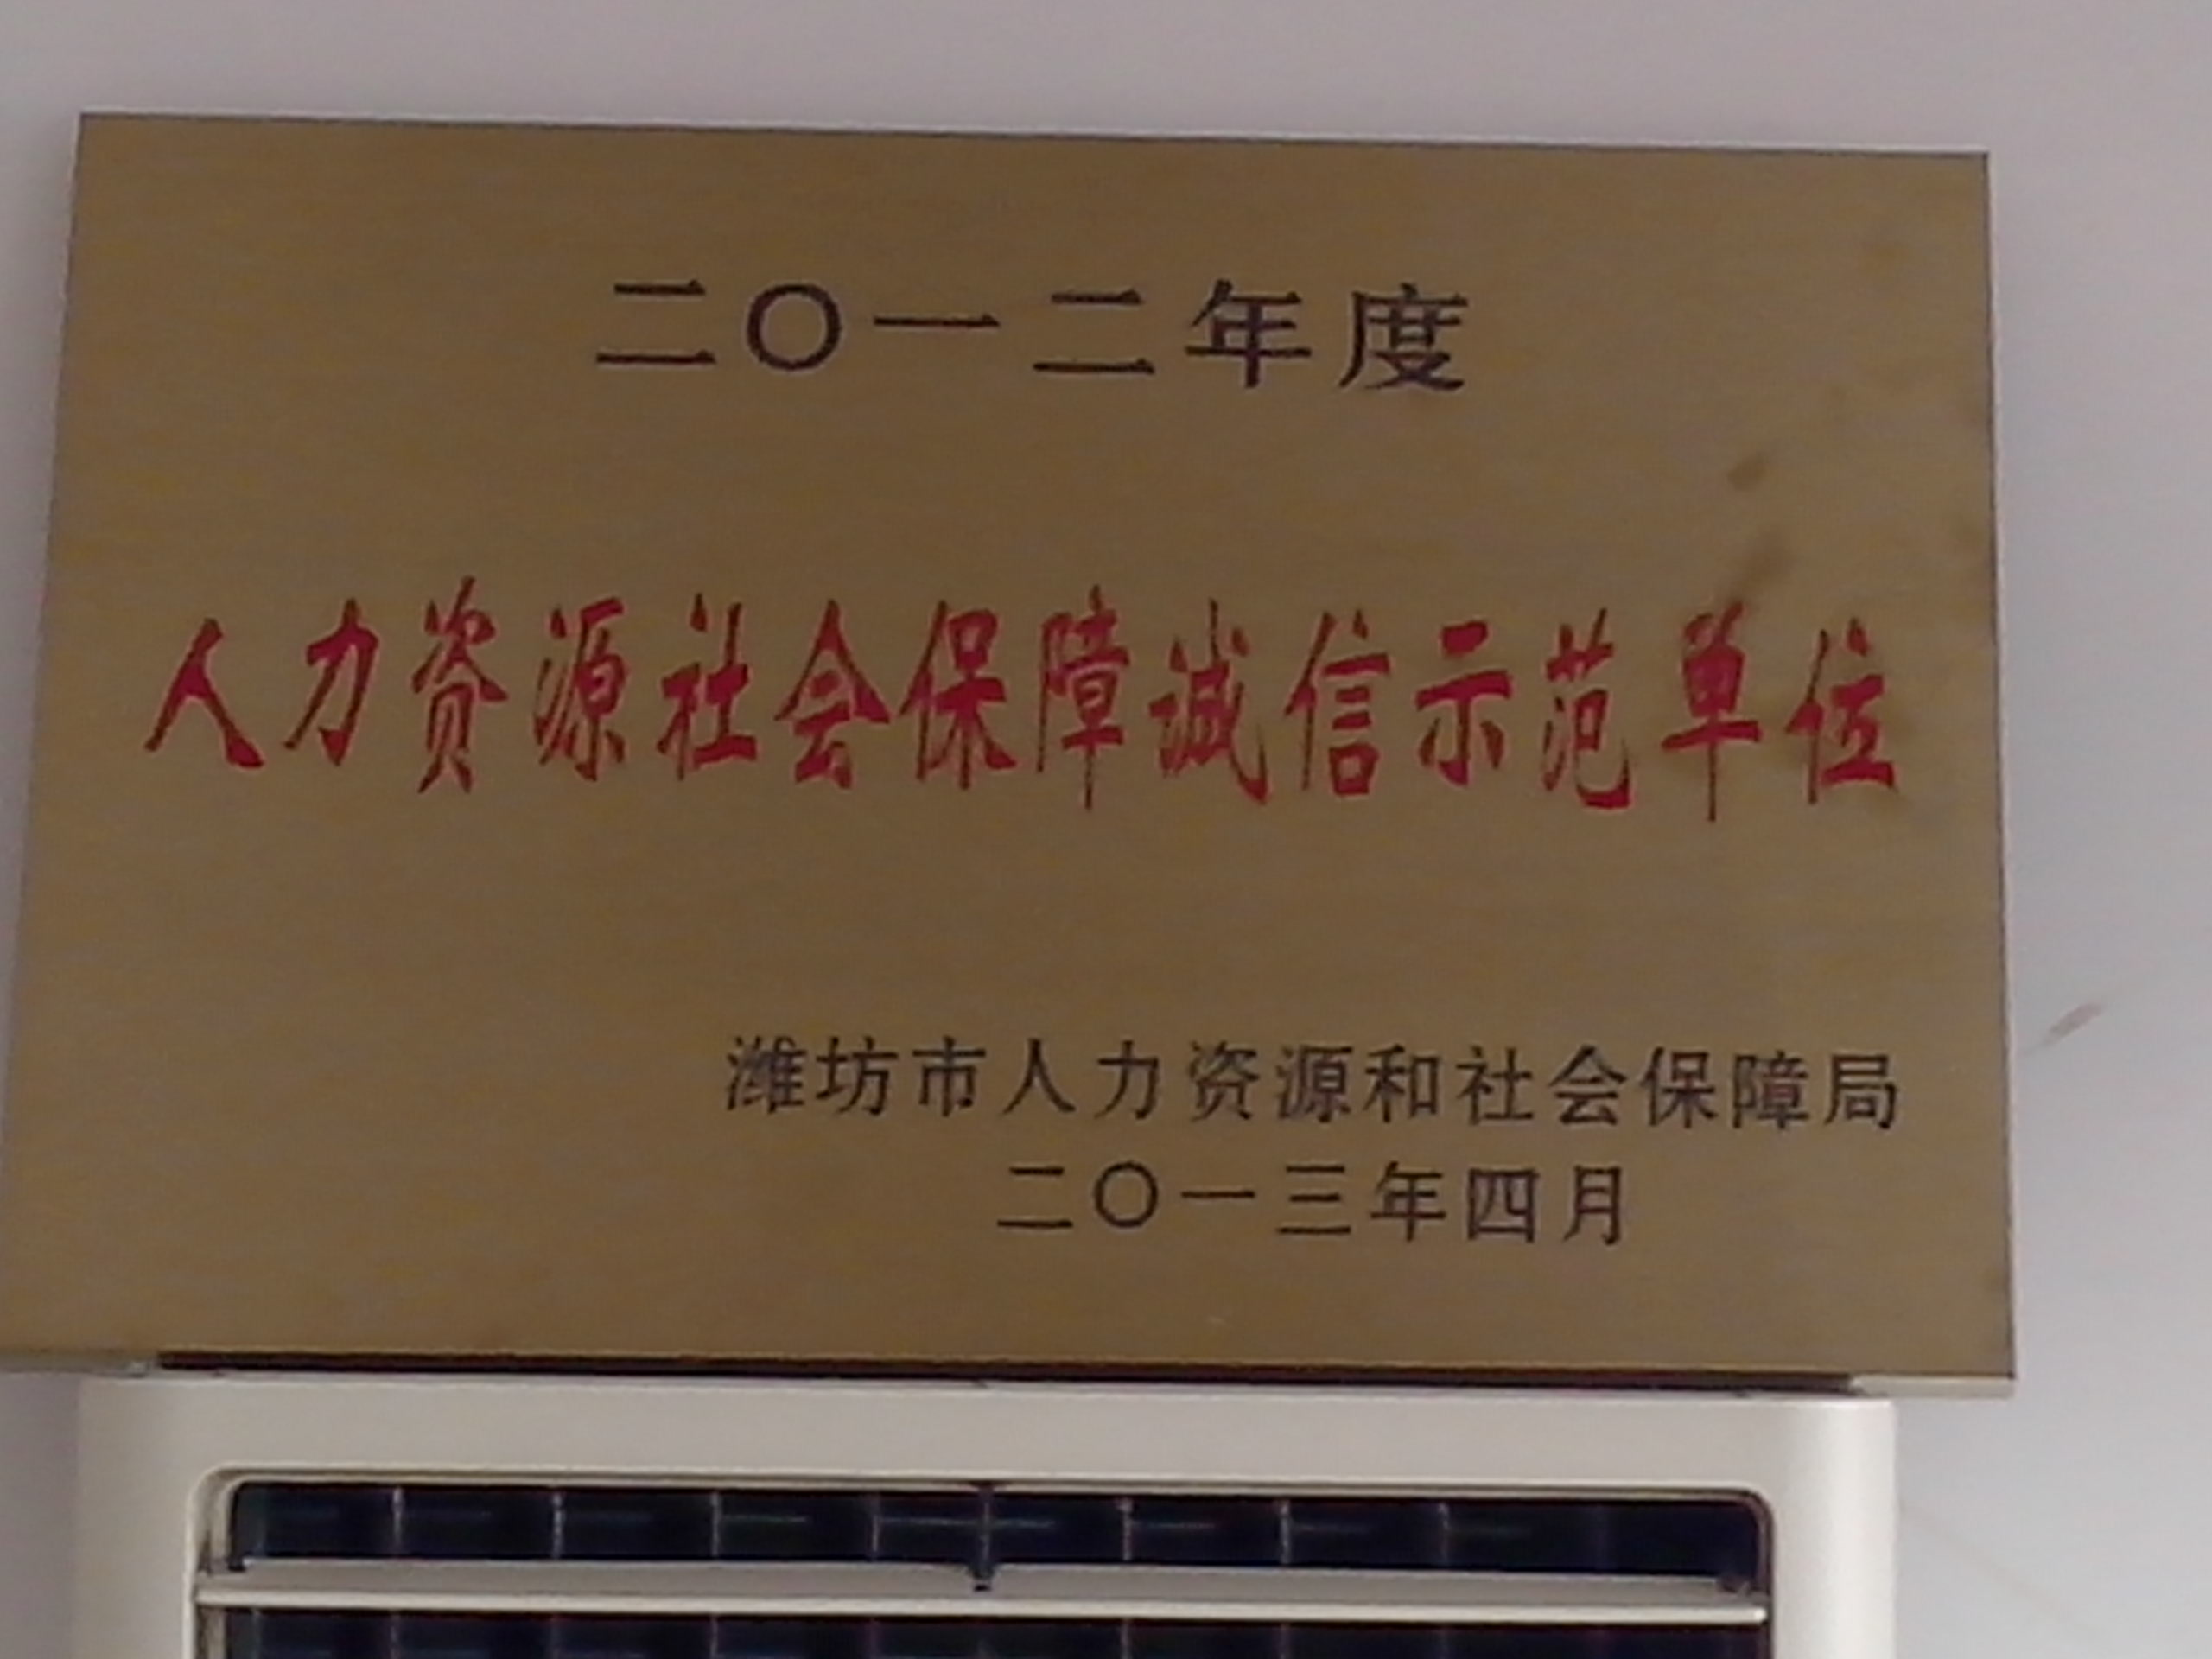 二〇一二年度
人力资源社会保障诚信示范单位
潍坊市人力资源和社会保障局
二〇一三年四月